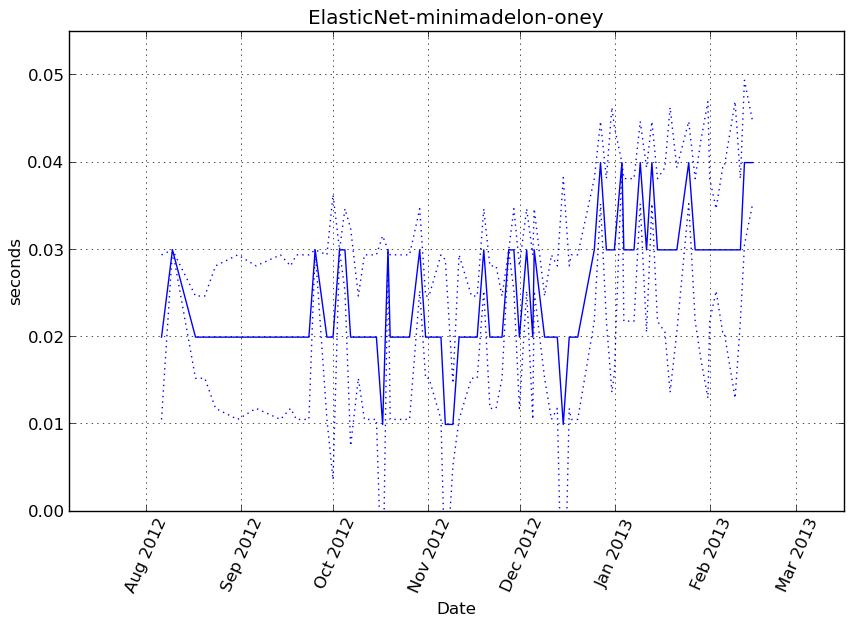 ElasticNet-minimadelon-oney
0.05
0.04
0.03
0.02
0.01
0.00
seconds
Aug 2012
Sep 2012
Oct 2012
Nov 2012
Dec 2012
Jan 2013
Feb 2013
Mar 2013
Date